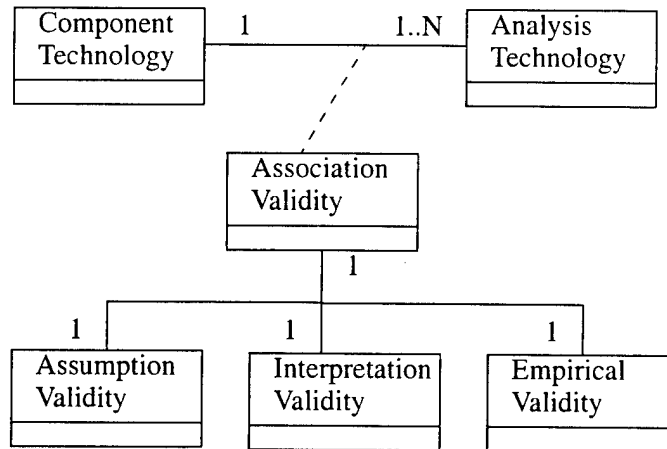 Component
Technology
1
1..N
Analysis
Technology
Association
Validity
1
1
1
1
Assumption
Validity
Interpretation
Validity
Empirical
Validity